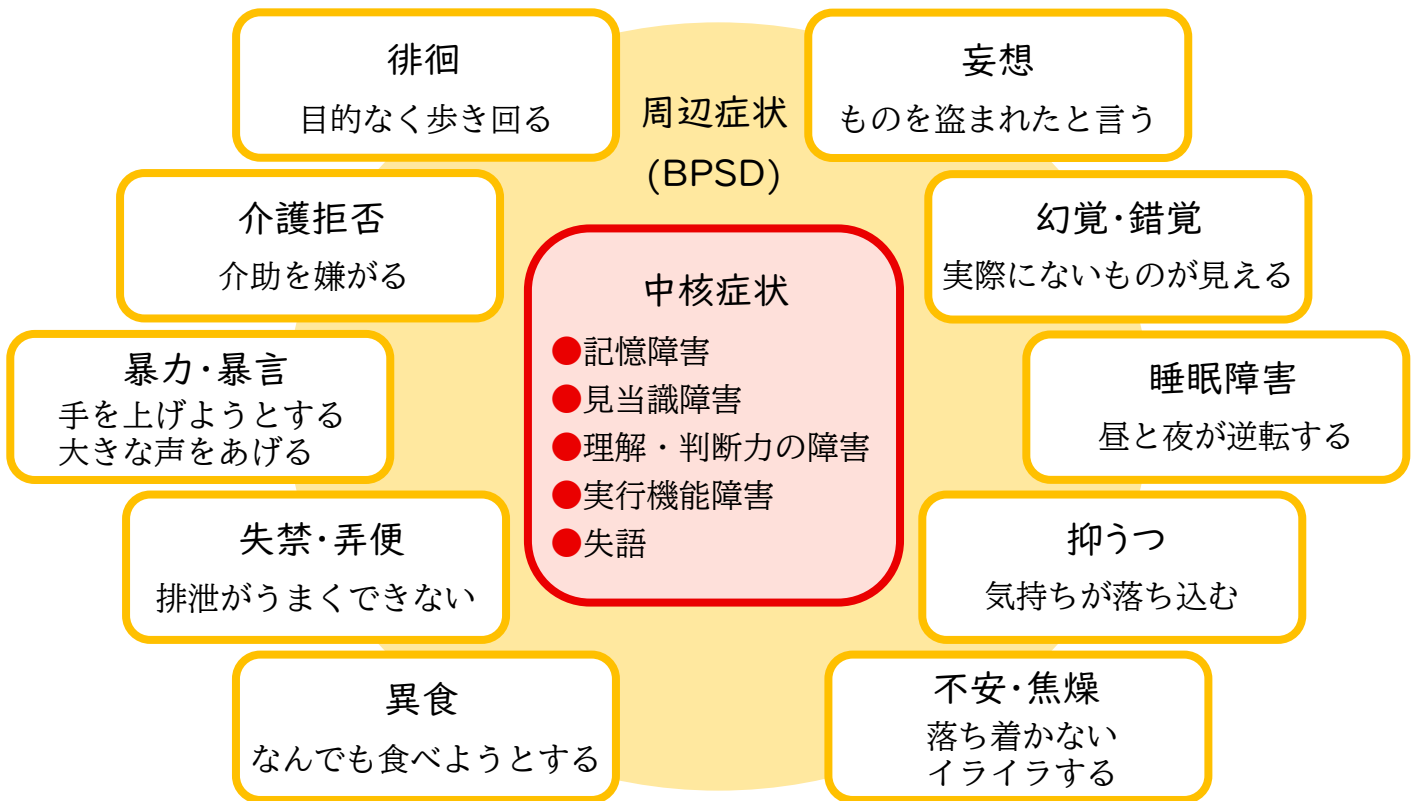 徘徊
目的なく歩き回る
周辺症状
(BPSD)
妄想
ものを盗まれたと言う
介護拒否
介助を嫌がる
幻覚・錯覚
実際にないものが見える
中核症状
●記憶障害
●見当識障害
●理解・判断力の障害
●実行機能障害
●失語
暴力・暴言
手を上げようとする
大きな声をあげる
睡眠障害
昼と夜が逆転する
失禁・弄便
排泄がうまくできない
抑うつ
気持ちが落ち込む
異食
なんでも食べようとする
不安・焦燥
落ち着かない
イライラする